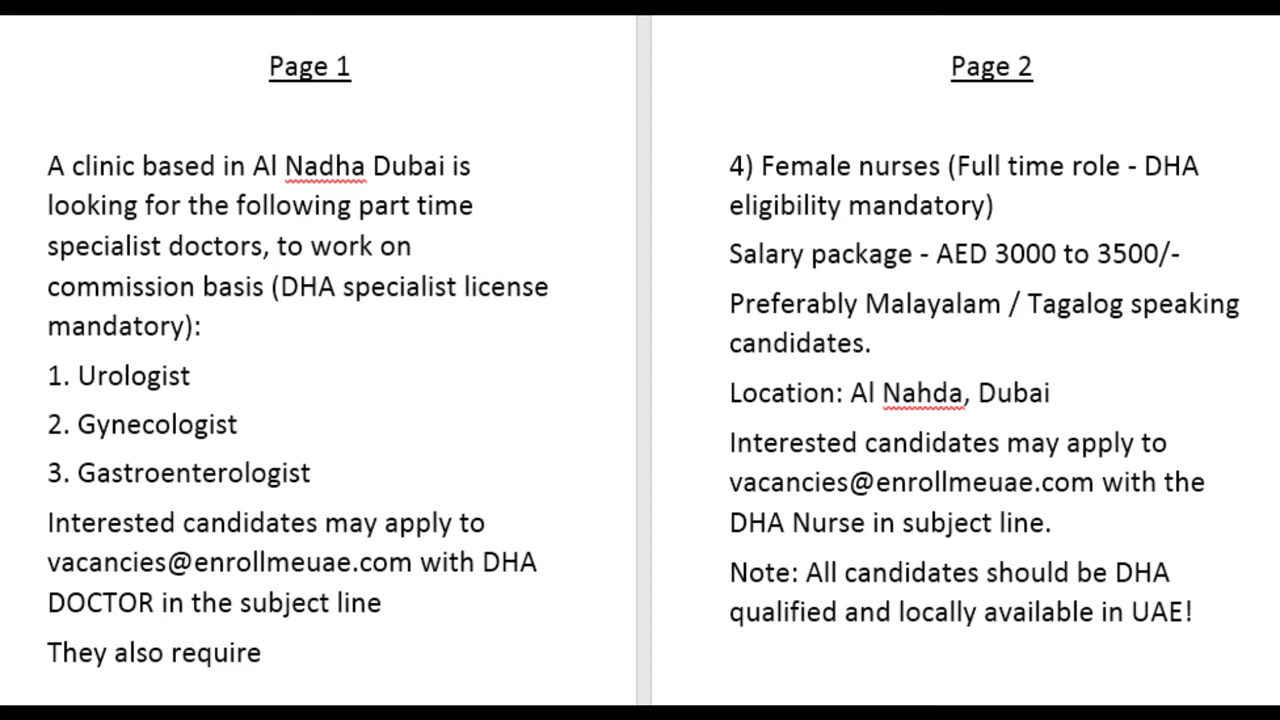 Page 1
A clinic based in Al Nadha Dubai is
looking for the following part time
specialist doctors, to work on
commission basis (DHA specialist license
mandatory):
1. Urologist
2. Gynecologist
3. Gastroenterologist
Interested candidates may apply to
vacancies@enrollmeuae.com with DHA
DOCTOR in the subject line
They also require
Page 2
4) Female nurses (Full time role - DHA
eligibility mandatory)
Salary package - AED 3000 to 3500/-
Preferably Malayalam / Tagalog speaking
candidates.
Location: Al Nahda, Dubai
Interested candidates may apply to
vacancies@enrollmeuae.com with the
DHA Nurse in subject line.
Note: All candidates should be DHA
qualified and locally available in UAE!